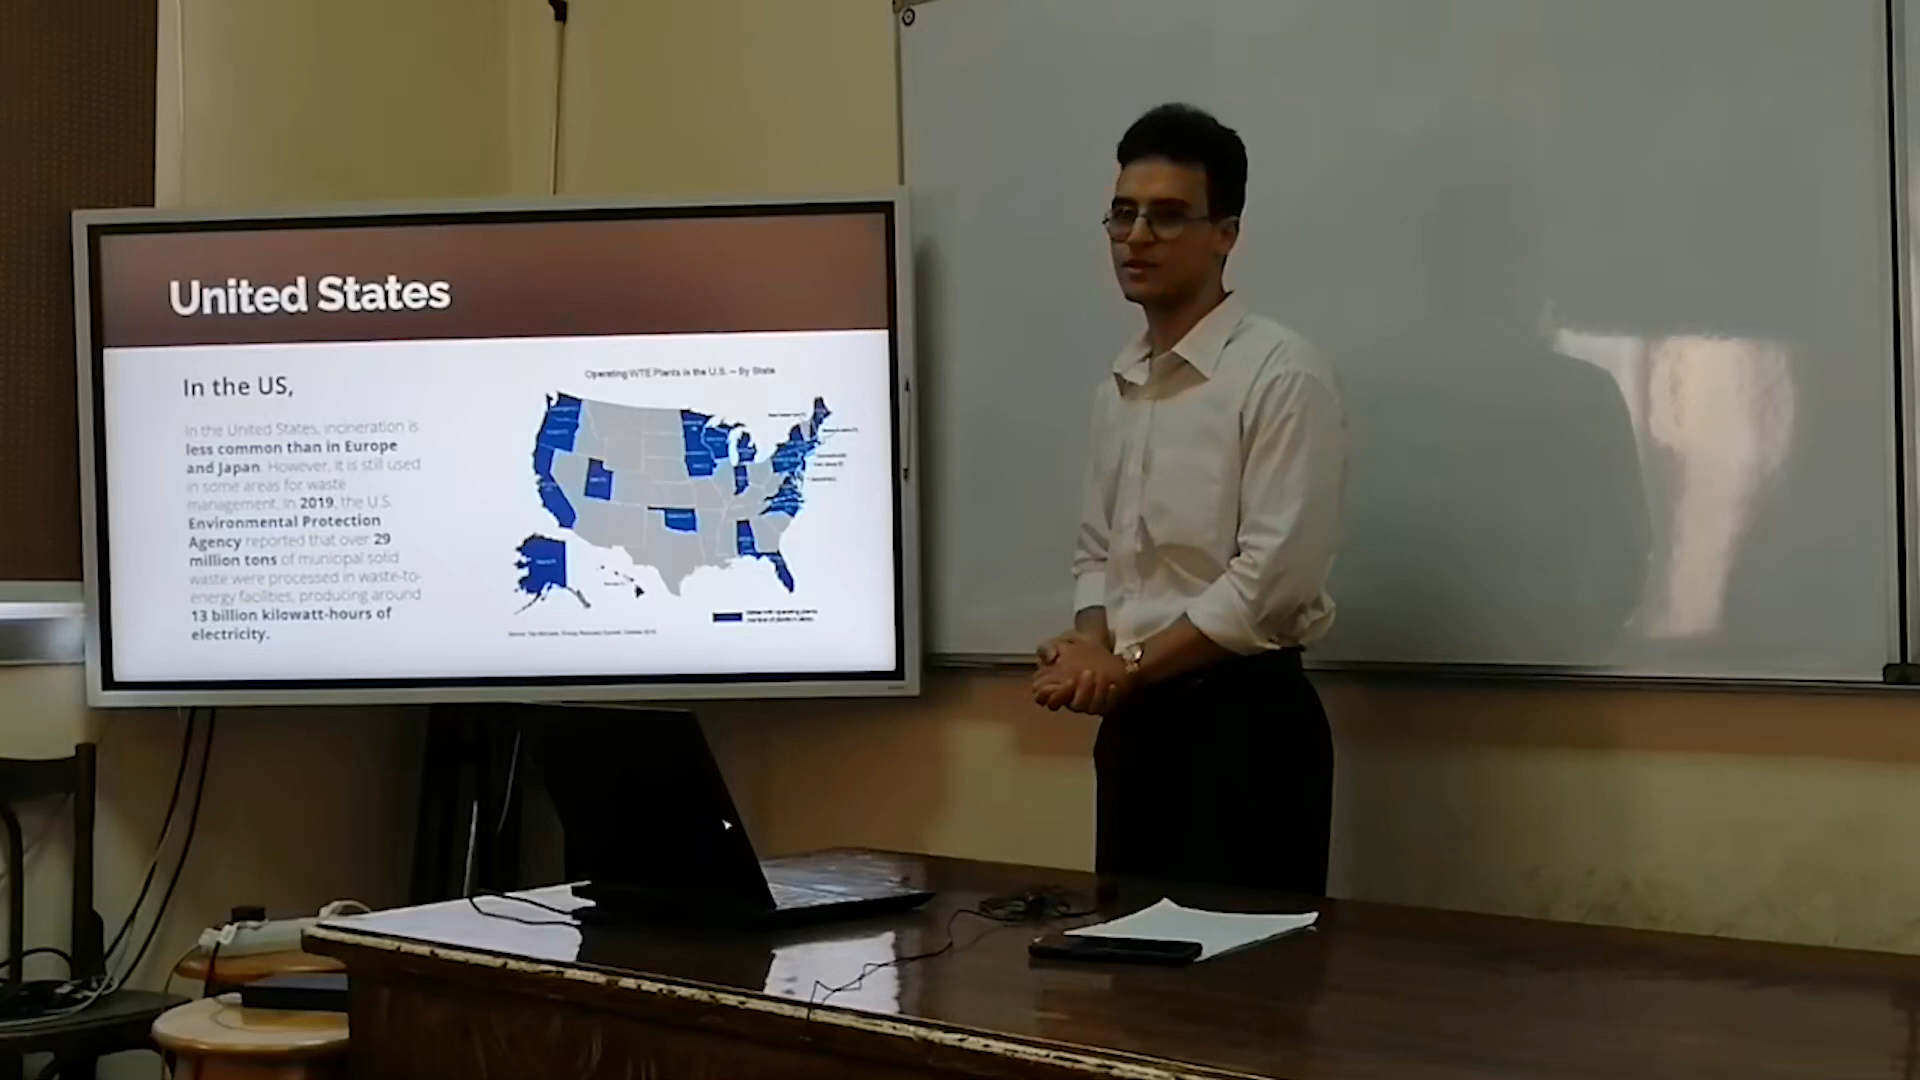 United States
In the US,
In the United States, incineration is
less common than in Europe
and Japan. However, it is still used
in some areas for waste
management. In 2019, the U.S.
Environmental Protection
Agency reported that over 29
million tons of municipal solid
waste were processed in waste-to-
energy facilities, producing around
13 billion kilowatt-hours of
electricity.
Operating WTE Plants in the U.S. – By State